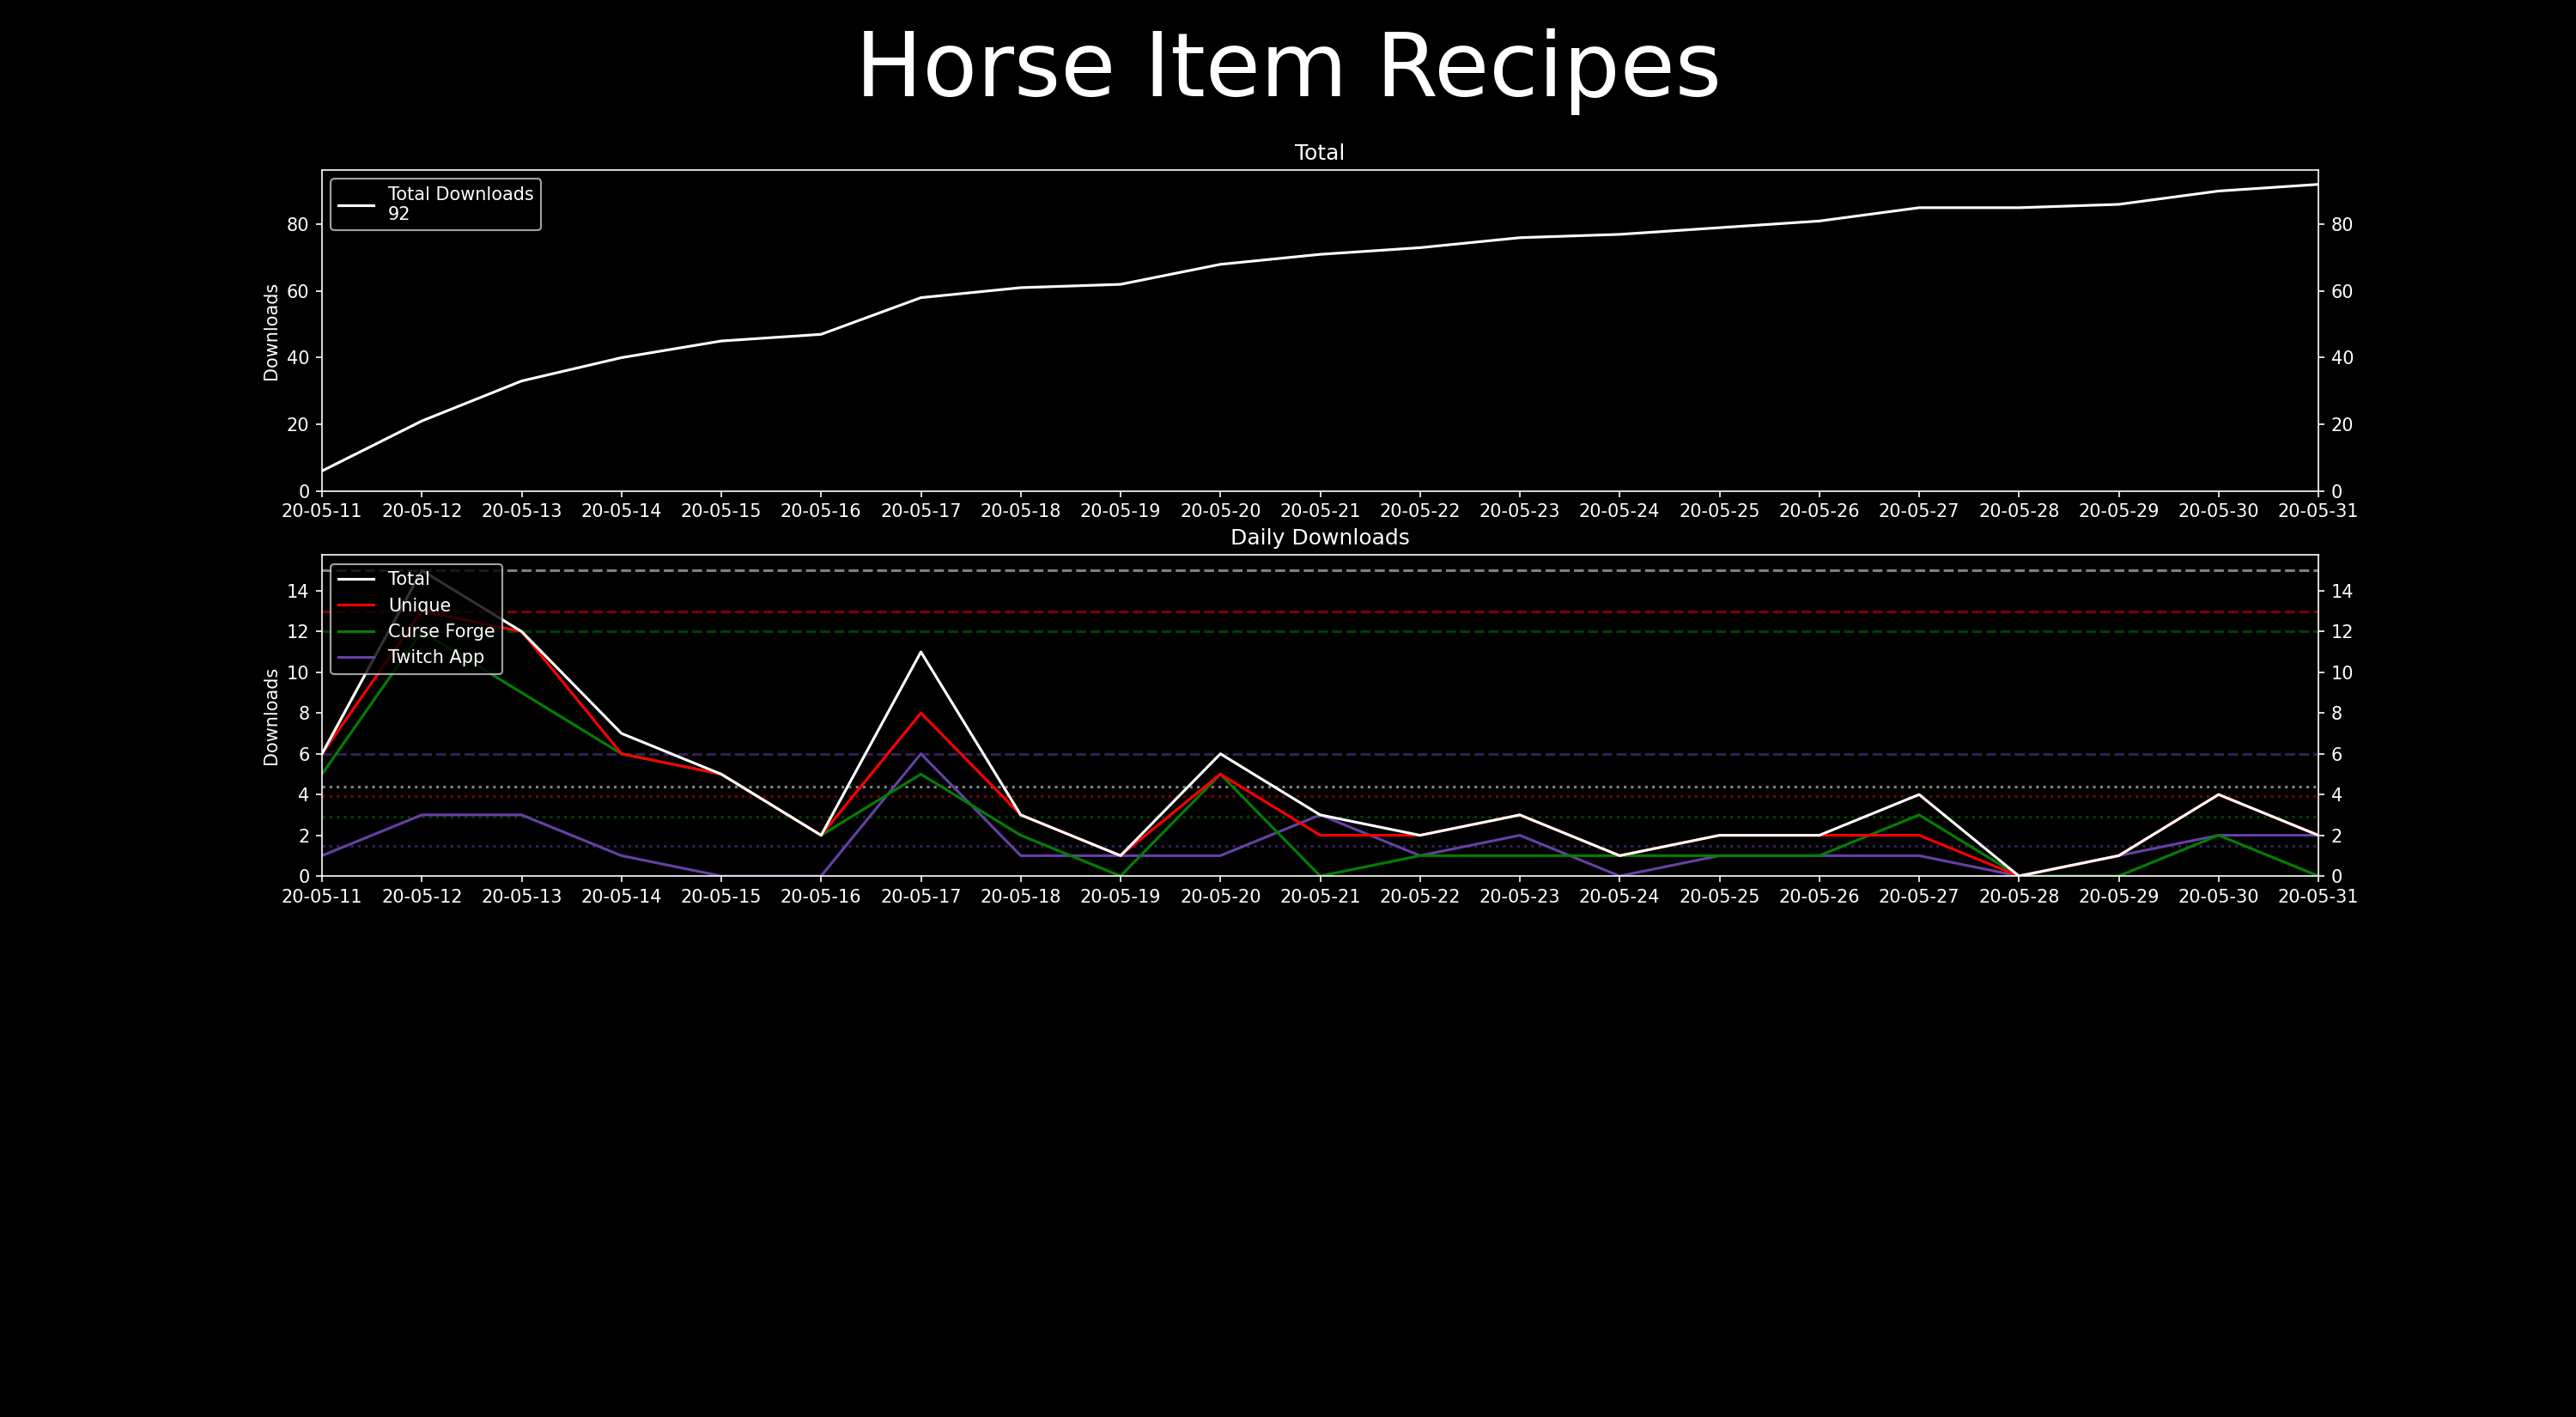 Horse Item Recipes
Total
Total Downloads
92
Downloads
80
60
40
20
0
80
60
40
20
0
20-05-11 20-05-12 20-05-13 20-05-14 20-05-15 20-05-16 20-05-17 20-05-18 20-05-19 20-05-20 20-05-21 20-05-22 20-05-23 20-05-24 20-05-25 20-05-26 20-05-27 20-05-28 20-05-29 20-05-30 20-05-31
Daily Downloads
Total
Unique
Curse Forge
Twitch App
Downloads
14
12
10
8
6
4
2
0
14
12
10
8
6
4
2
0
20-05-11 20-05-12 20-05-13 20-05-14 20-05-15 20-05-16 20-05-17 20-05-18 20-05-19 20-05-20 20-05-21 20-05-22 20-05-23 20-05-24 20-05-25 20-05-26 20-05-27 20-05-28 20-05-29 20-05-30 20-05-31